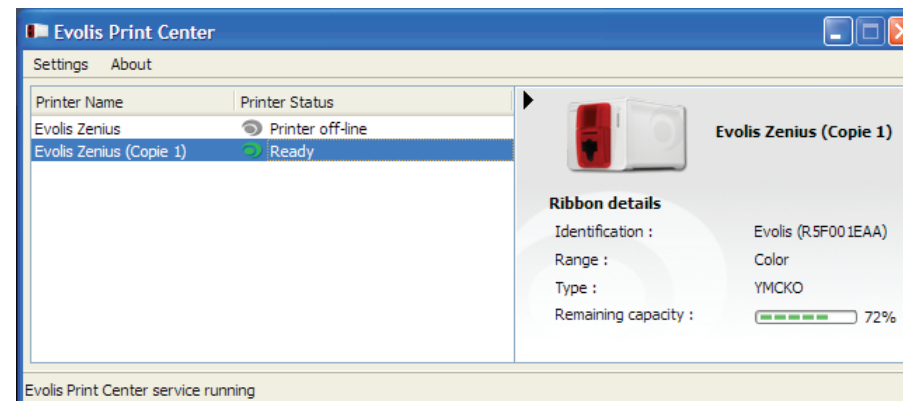 Evolis Print Center
Settings About
Printer Name Printer Status
Evolis Zenius Printer off-line
Evolis Zenius (Copie 1) Ready
Evolis Zenius (Copie 1)
Ribbon details
Identification : Evolis (R5F001EAA)
Range : Color
Type : YMCKO
Remaining capacity : 72%
Evolis Print Center service running